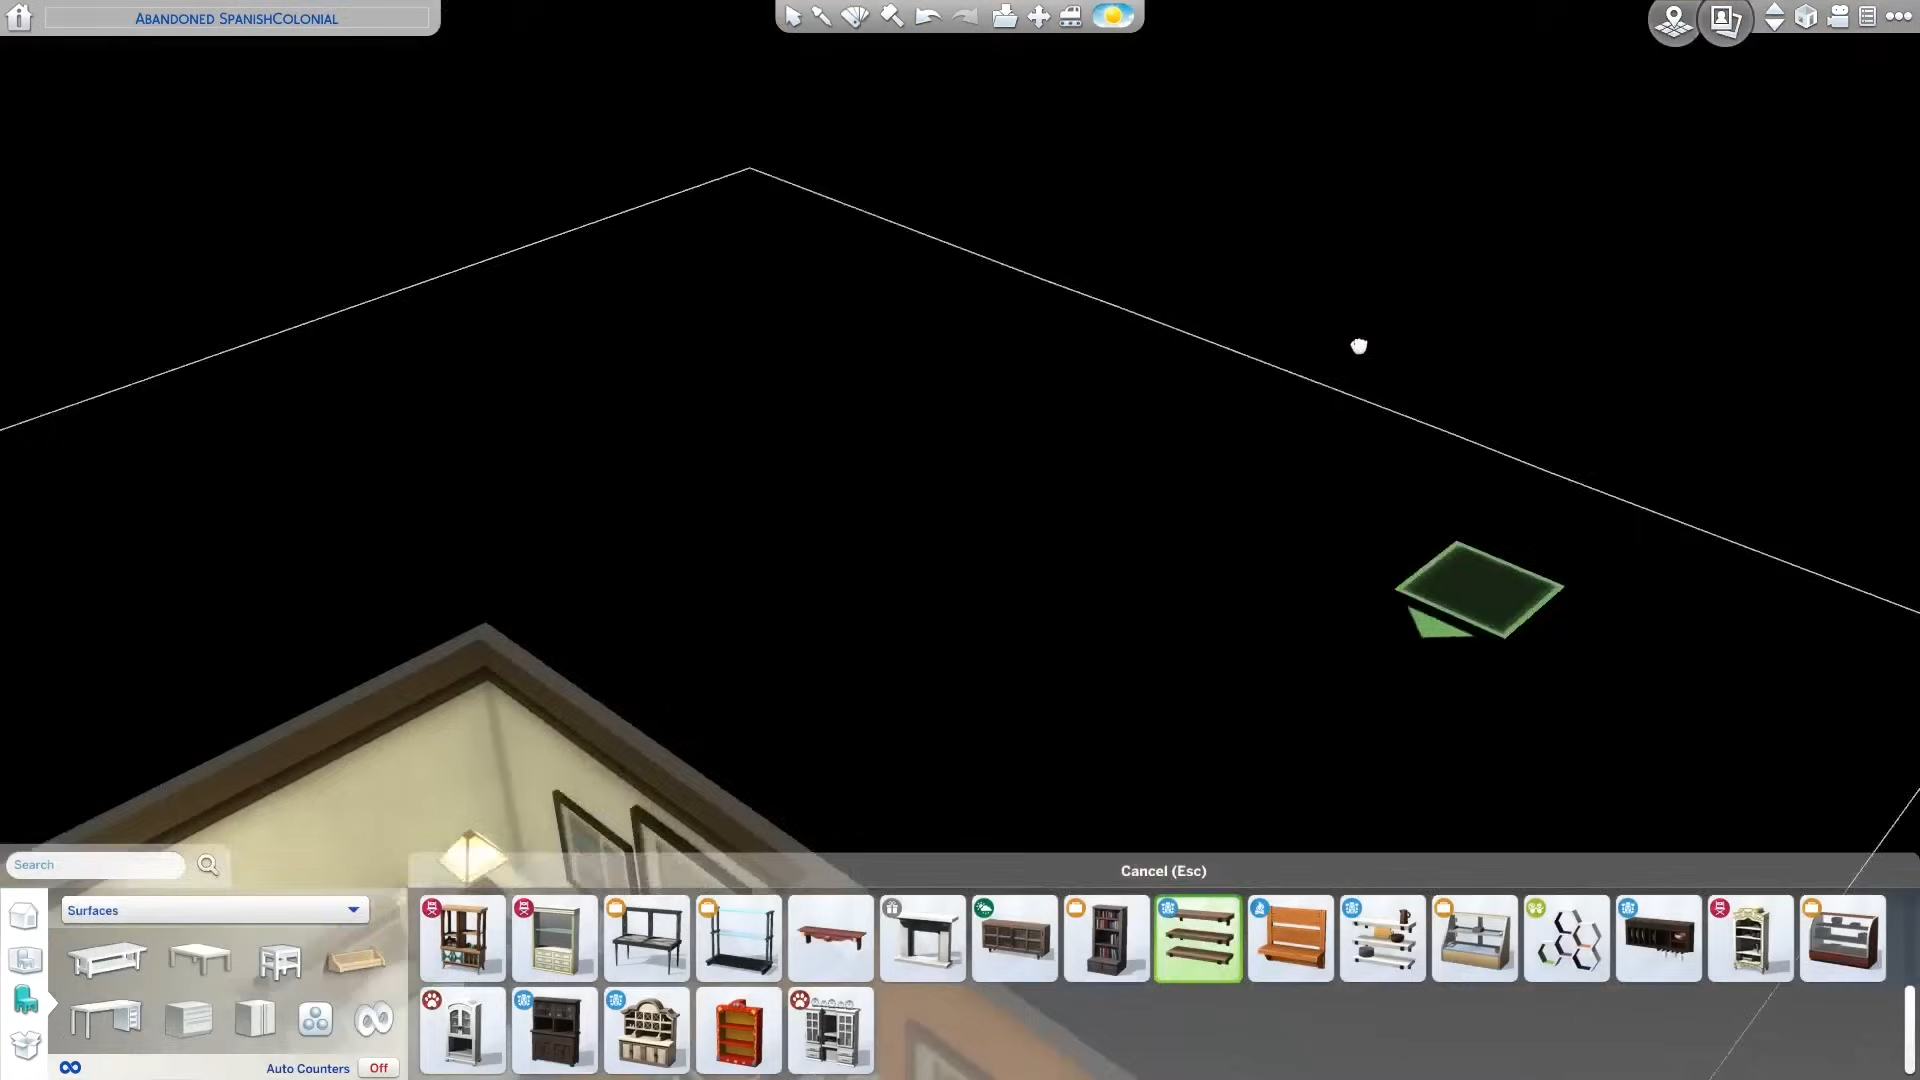 ABANDONED SPANISHCOLONIAL
Search
Cancel (Esc)
Surfaces
Auto Counters
Off